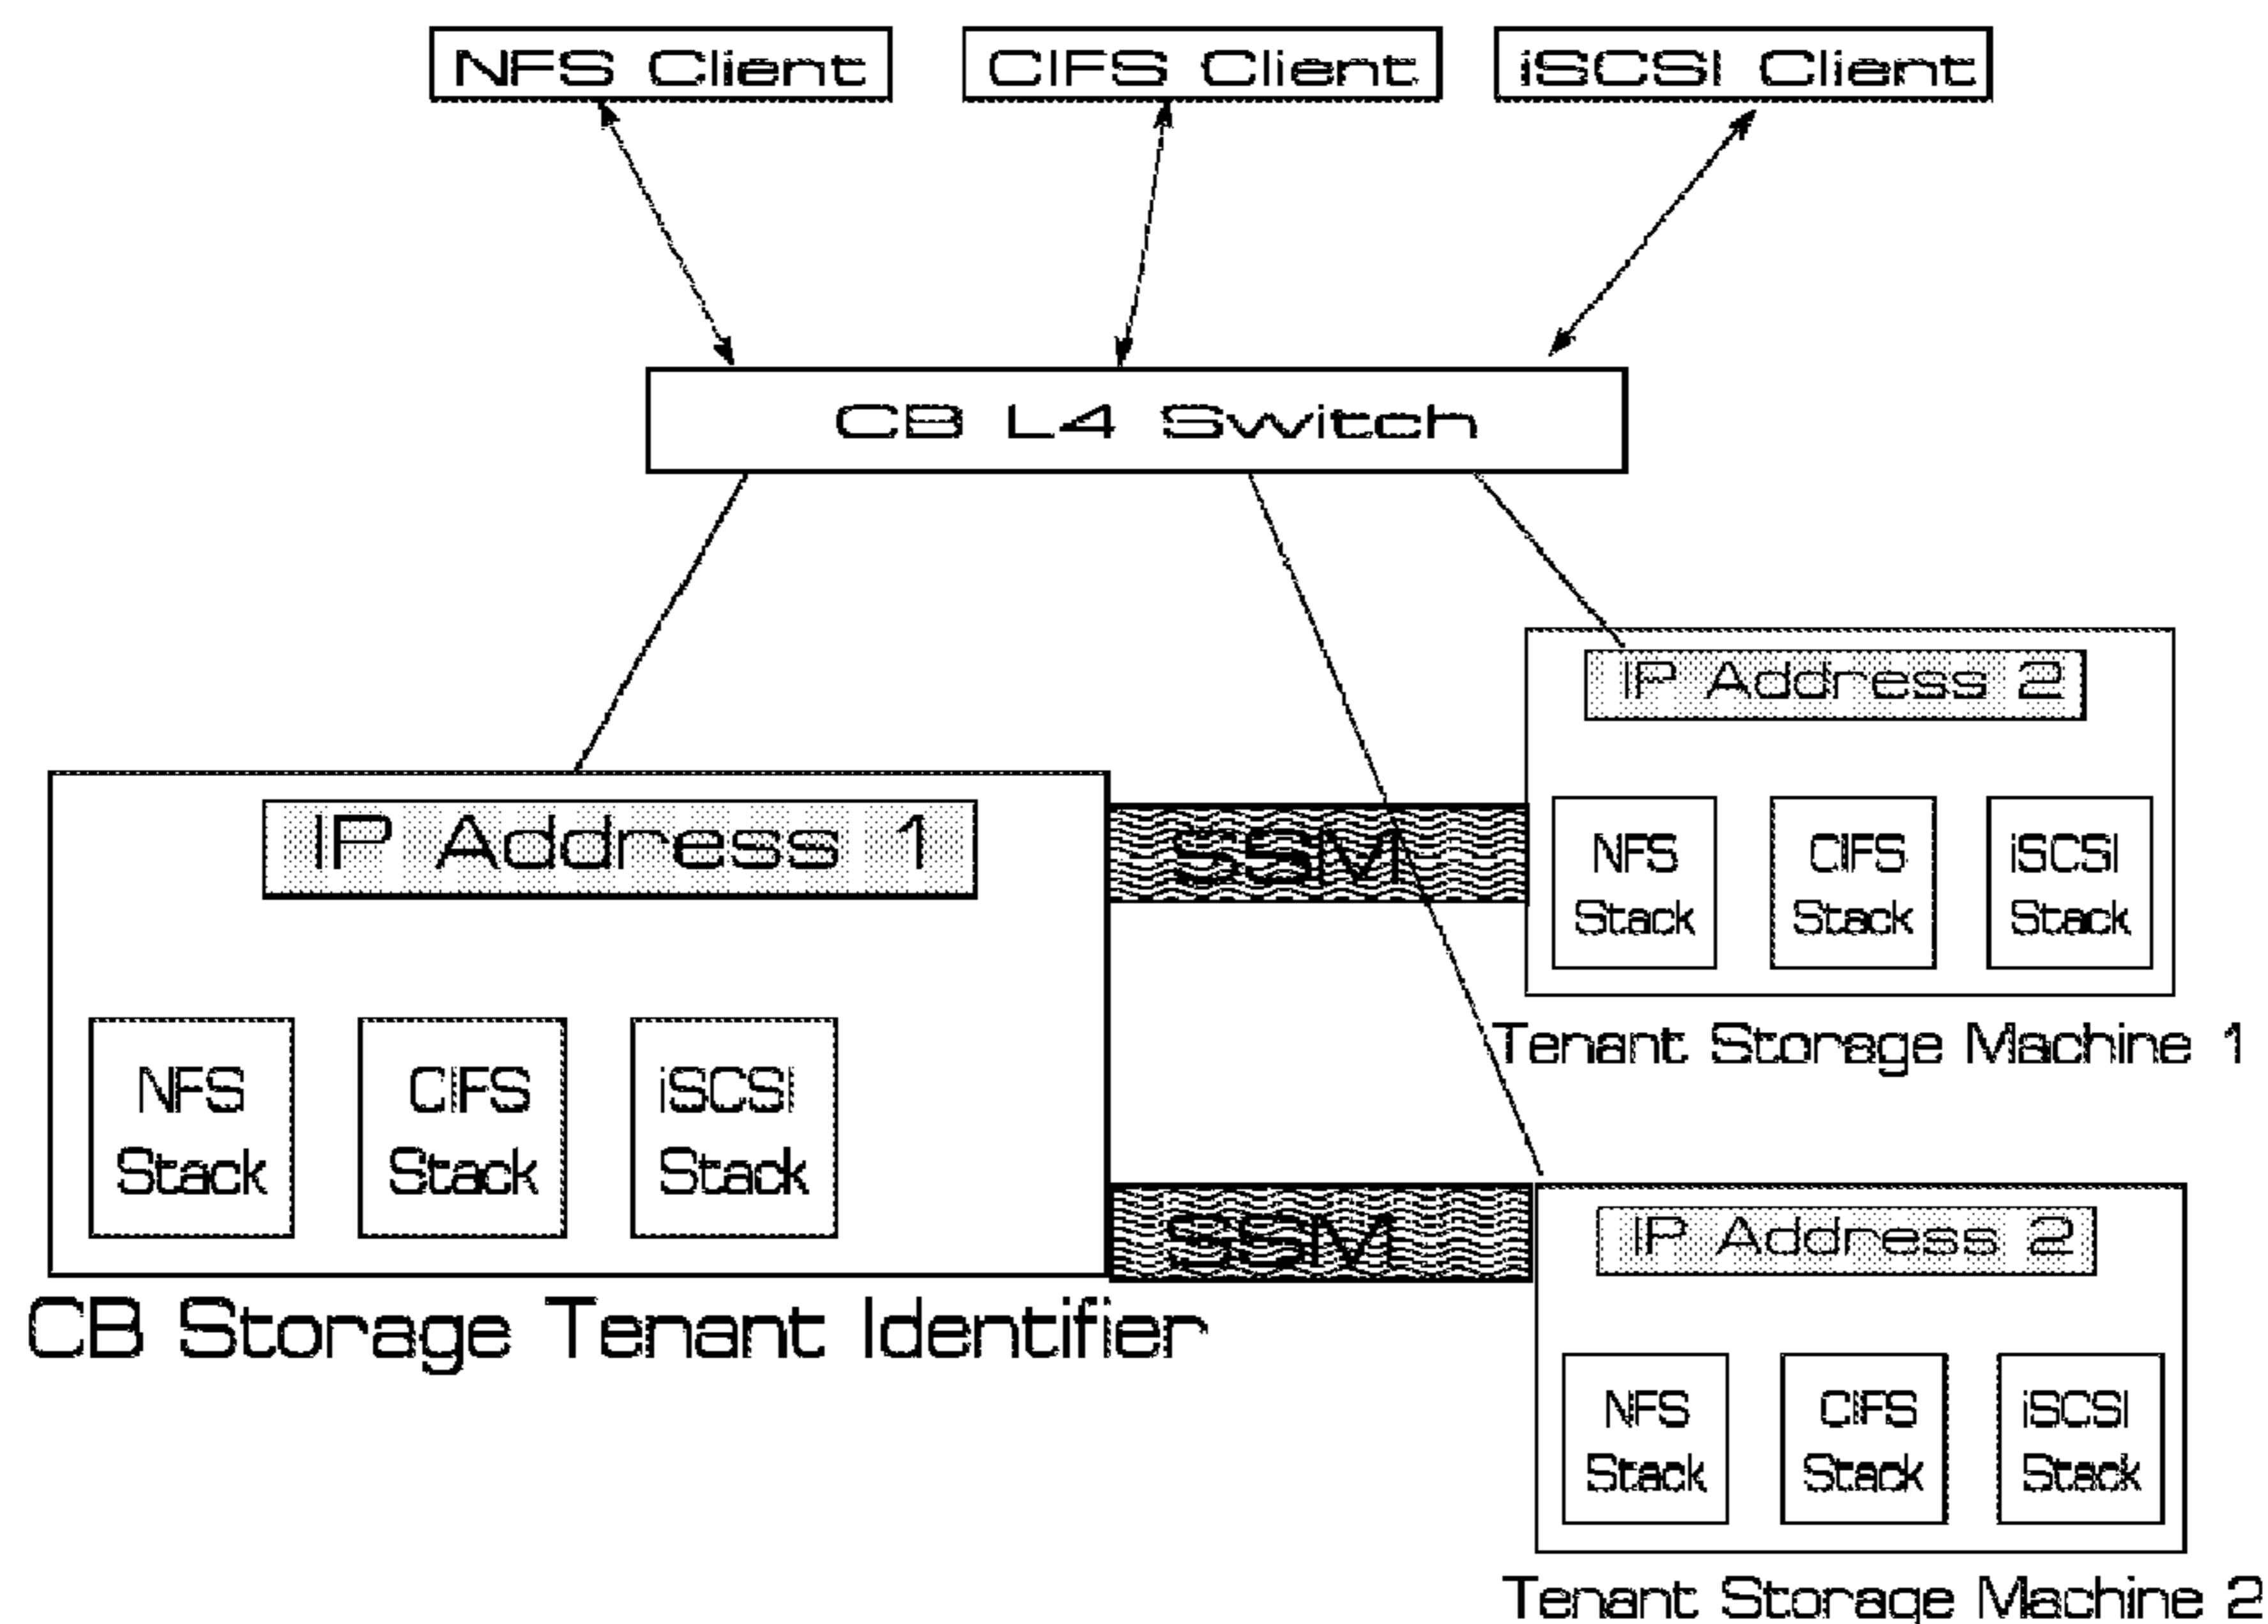 NFS Client
CIFS Client
iSCSI Client
CB L4 Switch
IP Address 2
IP Address 1
SSM
NFS
Stack
CIFS
Stack
iSCSI
Stack
Tenant Storage Machine 1
NFS
Stack
CIFS
Stack
iSCSI
Stack
SSM
IP Address 2
CB Storage Tenant Identifier
NFS
Stack
CIFS
Stack
iSCSI
Stack
Tenant Storage Machine 2